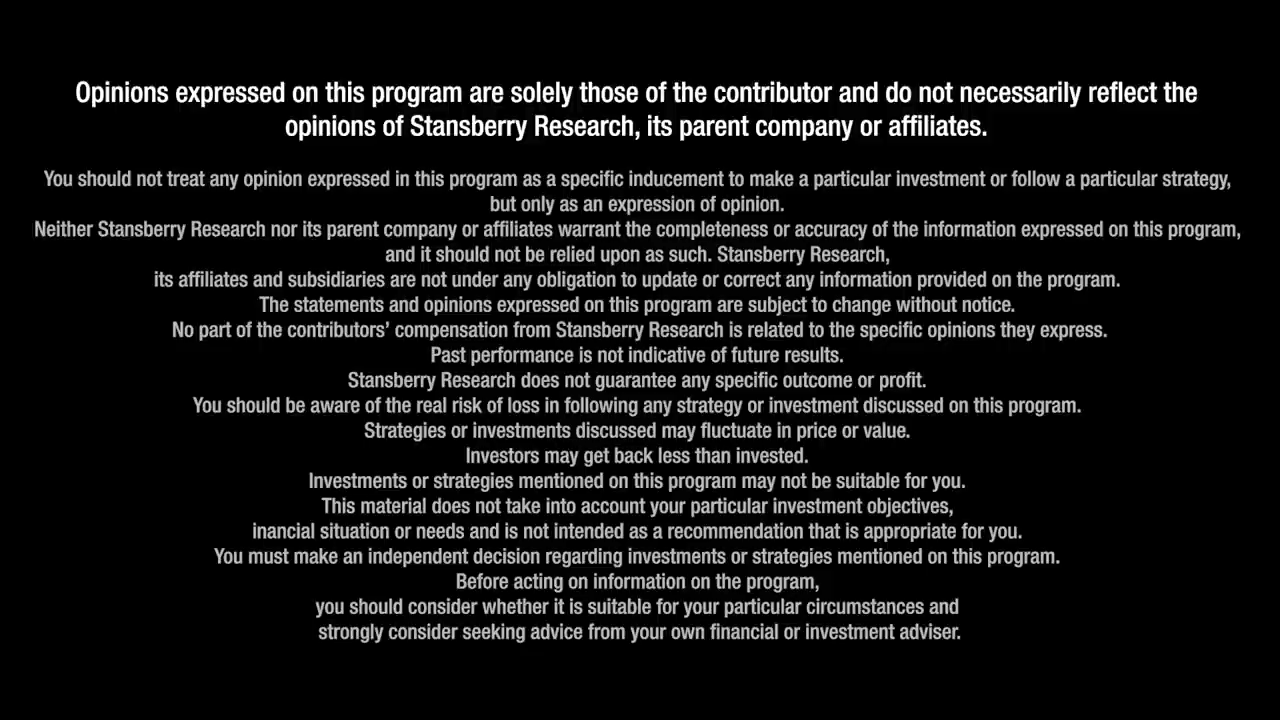 Opinions expressed on this program are solely those of the contributor and do not necessarily reflect the
opinions of Stansberry Research, its parent company or affiliates.
You should not treat any opinion expressed in this program as a specific inducement to make a particular investment or follow a particular strategy,
but only as an expression of opinion.
Neither Stansberry Research nor its parent company or affiliates warrant the completeness or accuracy of the information expressed on this program,
and it should not be relied upon as such. Stansberry Research,
its affiliates and subsidiaries are not under any obligation to update or correct any information provided on the program.
The statements and opinions expressed on this program are subject to change without notice.
No part of the contributors’ compensation from Stansberry Research is related to the specific opinions they express.
Past performance is not indicative of future results.
Stansberry Research does not guarantee any specific outcome or profit.
You should be aware of the real risk of loss in following any strategy or investment discussed on this program.
Strategies or investments discussed may fluctuate in price or value.
Investors may get back less than invested.
Investments or strategies mentioned on this program may not be suitable for you.
This material does not take into account your particular investment objectives,
inancial situation or needs and is not intended as a recommendation that is appropriate for you.
You must make an independent decision regarding investments or strategies mentioned on this program.
Before acting on information on the program,
you should consider whether it is suitable for your particular circumstances and
strongly consider seeking advice from your own financial or investment adviser.